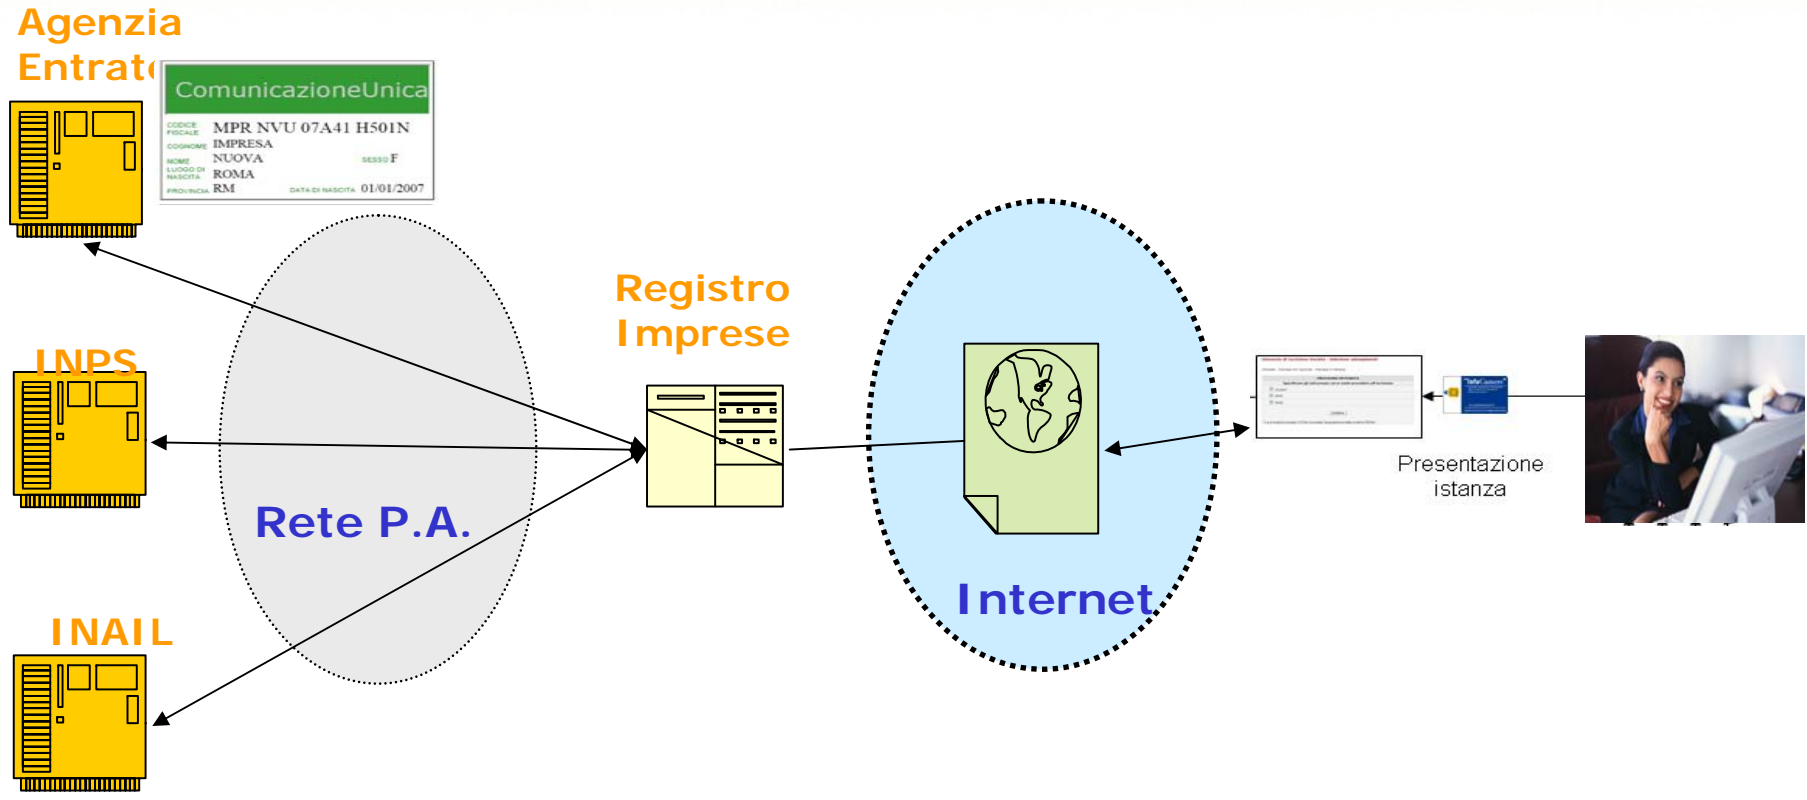 Agenzia
Entrate
ComunicazioneUnica
CODICE FISCALE MPR NVU 07A41 H501N
COGNOME IMPRESA
NOME NUOVA SESSO F
LUOGO DI NASCITA ROMA
PROVINCIA RM DATA DI NASCITA 01/01/2007
INPS
Rete P.A.
INAIL
Registro
Imprese
Internet
Presentazione
istanza